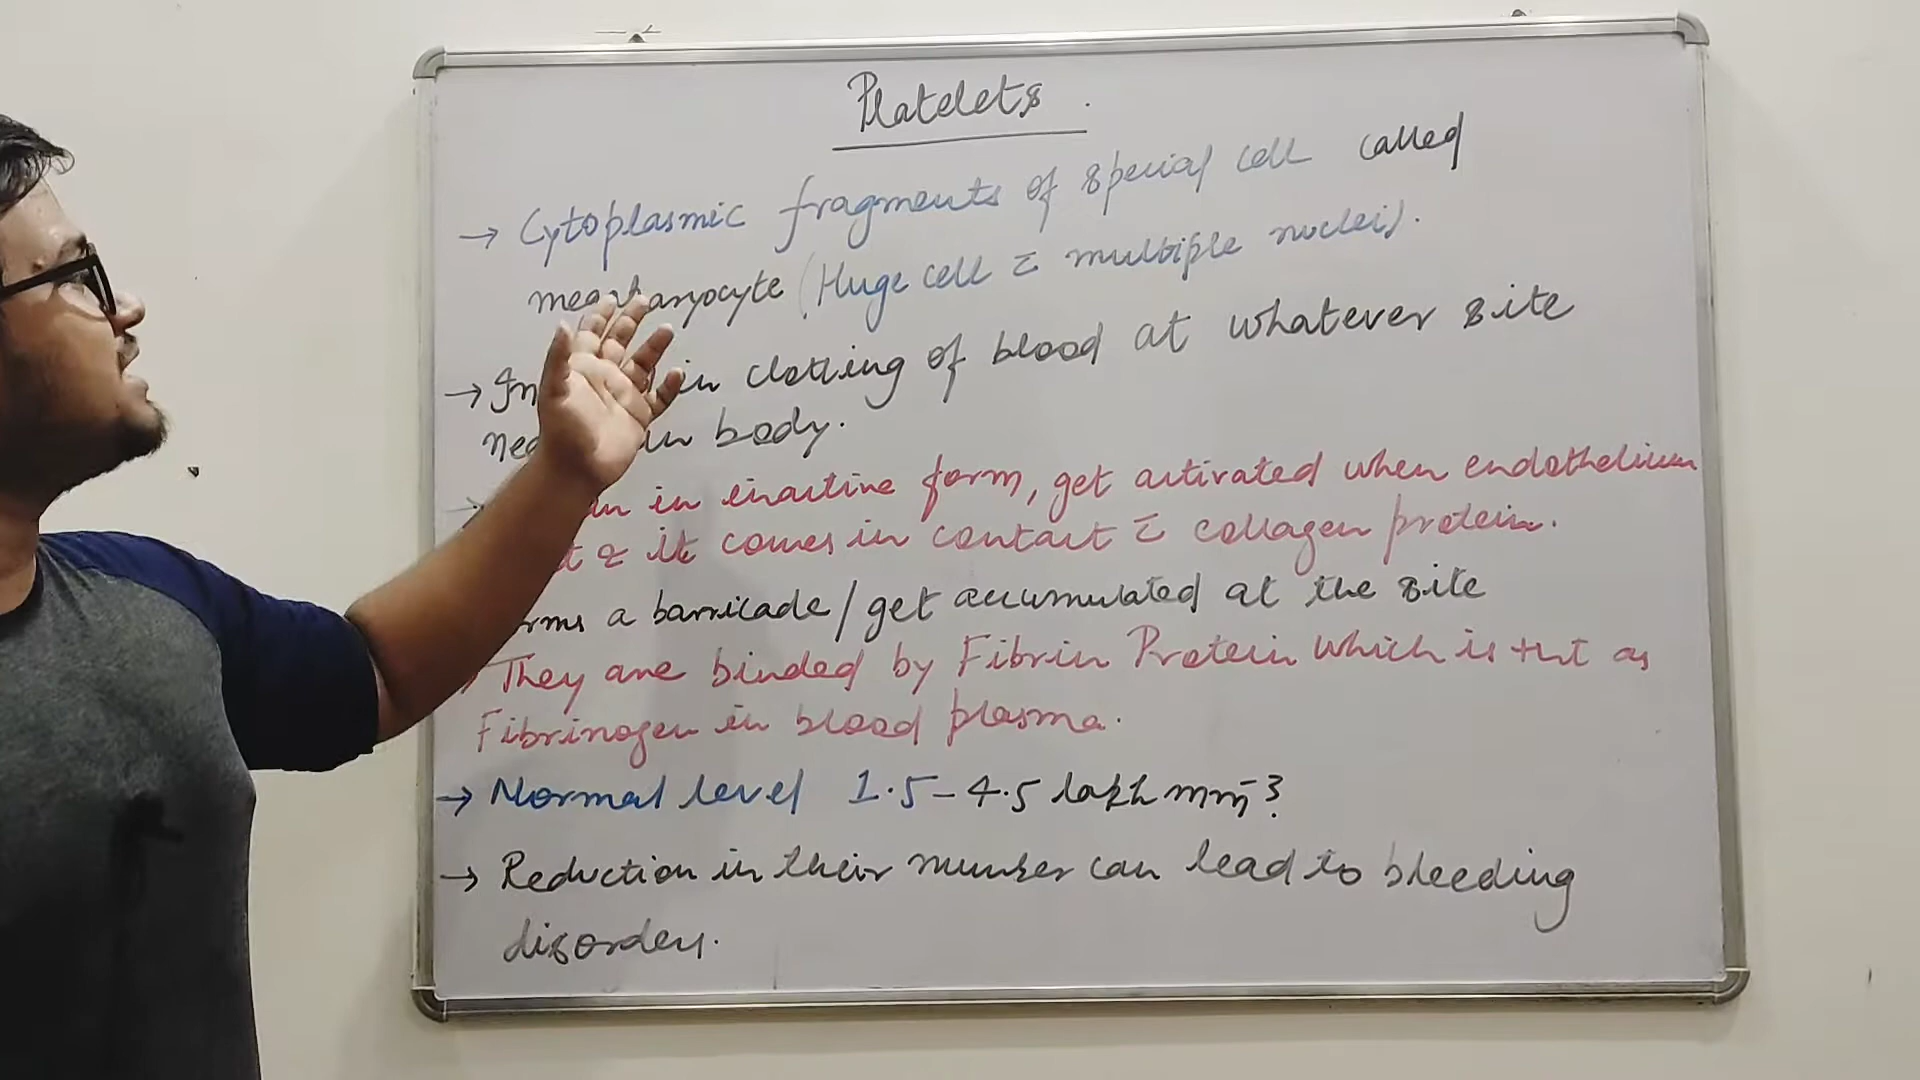 Platelets.
→ Cytoplasmic fragments of special cell called
megakaryocyte (Huge cell c̄ multiple nuclei).
→ in clotting of blood at whatever site
in body.
→ in inactive form, get activated when endothelium
& it comes in contact c̄ collagen protein.
a barricade / get accumulated at the site
They are binded by Fibrin Protein which is as
Fibrinogen in blood plasma.
→ Normal level 1.5-4.5 lakh mm⁻³.
→ Reduction in their number can lead to bleeding
disorder.